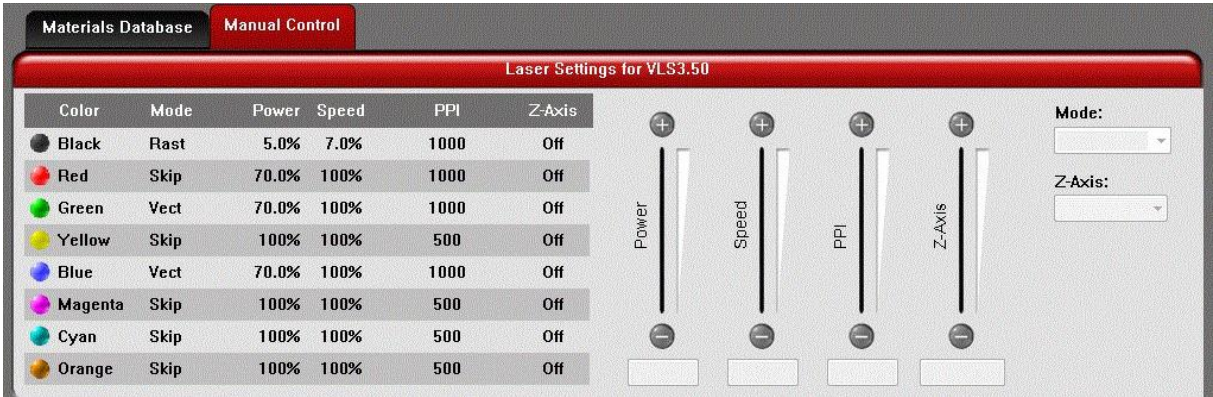 Materials Database Manual Control
Laser Settings for VLS3.50
Color Mode Power Speed PPI Z-Axis
Black Rast 5.0% 7.0% 1000 Off
Red Skip 70.0% 100% 1000 Off
Green Vect 70.0% 100% 1000 Off
Yellow Skip 100% 100% 500 Off
Blue Vect 70.0% 100% 1000 Off
Magenta Skip 100% 100% 500 Off
Cyan Skip 100% 100% 500 Off
Orange Skip 100% 100% 500 Off
Power
Speed
PPI
Z-Axis
Mode:
Z-Axis: